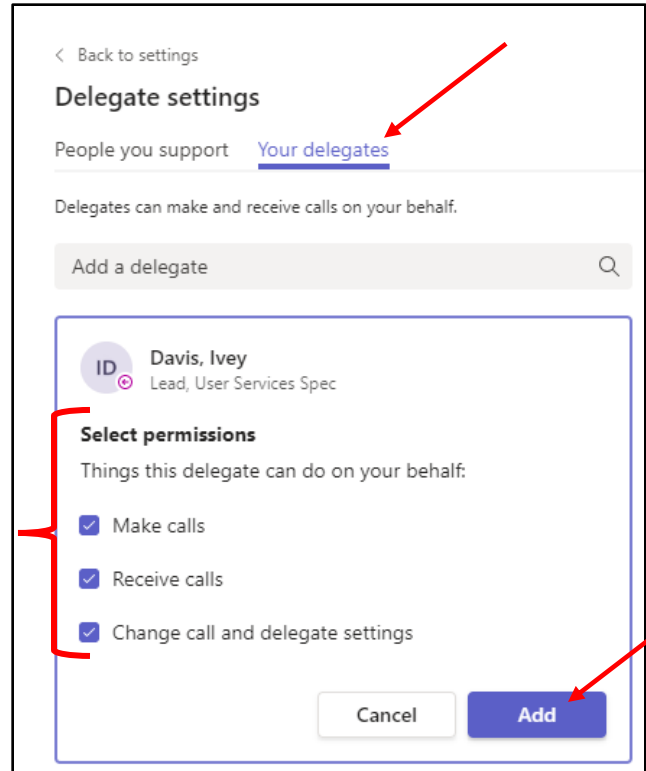 < Back to settings
Delegate settings
People you support Your delegates
Delegates can make and receive calls on your behalf.
Add a delegate
ID Davis, Ivey
Lead, User Services Spec
Select permissions
Things this delegate can do on your behalf:
Make calls
Receive calls
Change call and delegate settings
Cancel Add